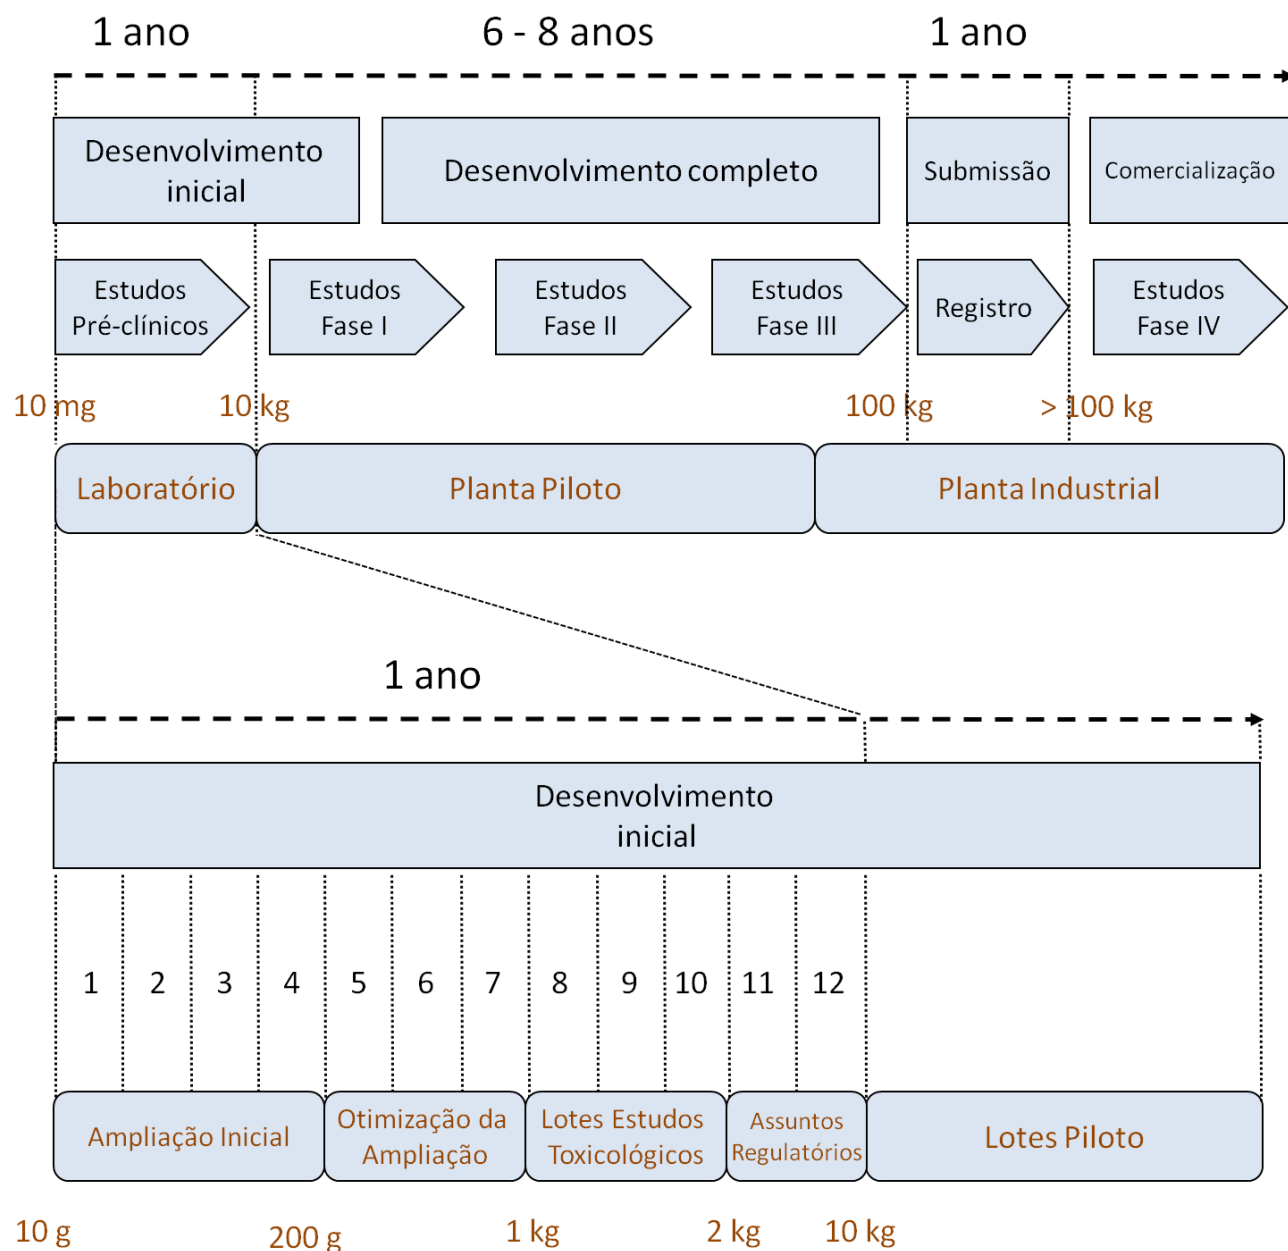 1 ano
6 - 8 anos
1 ano
Desenvolvimento
inicial
Desenvolvimento completo
Submissão
Comercialização
Estudos
Pré-clínicos
Estudos
Fase I
Estudos
Fase II
Estudos
Fase III
Registro
Estudos
Fase IV
10 mg
10 kg
100 kg
> 100 kg
Laboratório
Planta Piloto
Planta Industrial
1 ano
Desenvolvimento
inicial
1
2
3
4
5
6
7
8
9
10
11
12
Ampliação Inicial
Otimização da
Ampliação
Lotes Estudos
Toxicológicos
Assuntos
Regulatórios
Lotes Piloto
10 g
200 g
1 kg
2 kg
10 kg